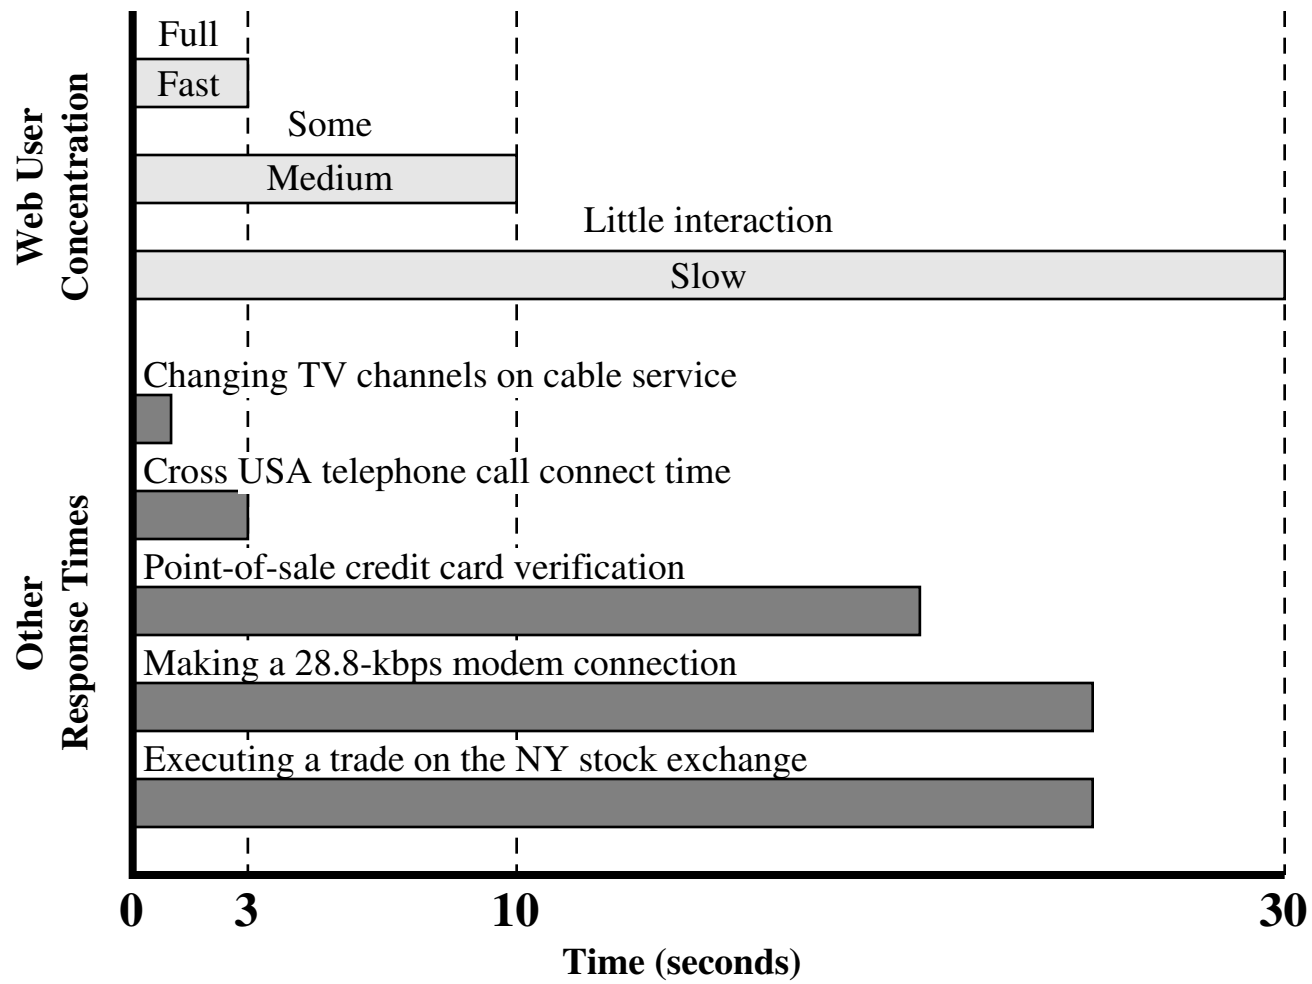 Web User
Concentration
Full
Fast
Some
Medium
Little interaction
Slow
Other
Response Times
Changing TV channels on cable service
Cross USA telephone call connect time
Point-of-sale credit card verification
Making a 28.8-kbps modem connection
Executing a trade on the NY stock exchange
0 3 10 30
Time (seconds)